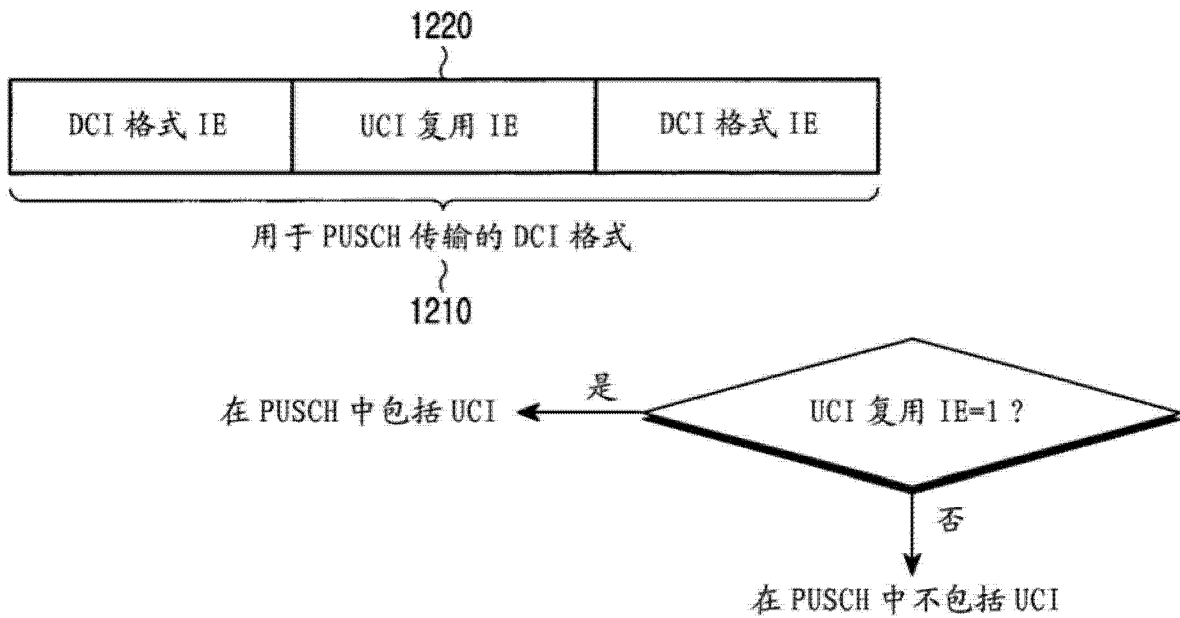 1220
DCI 格式 IE
UCI 复用 IE
DCI 格式 IE
用于 PUSCH 传输的 DCI 格式
1210
在 PUSCH 中包括 UCI
是
UCI 复用 IE=1 ?
否
在 PUSCH 中不包括 UCI